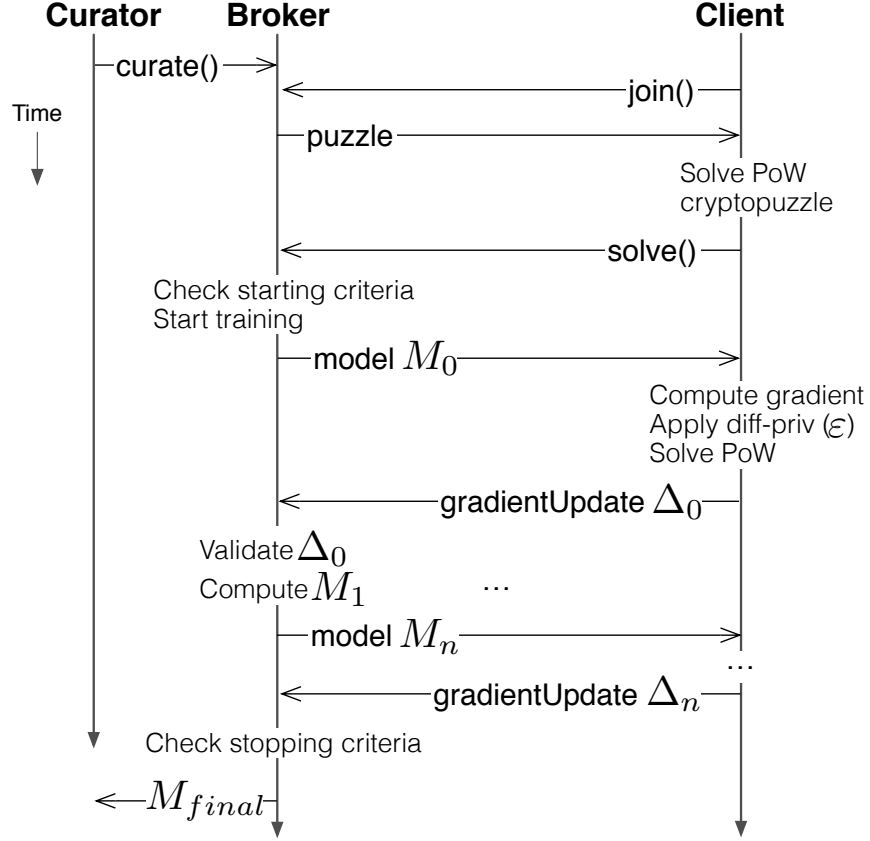 Curator Broker Client
curate()
join()
Time
puzzle
Solve PoW
cryptopuzzle
solve()
Check starting criteria
Start training
model M₀
Compute gradient
Apply diff-priv (ε)
Solve PoW
gradientUpdate Δ₀
Validate Δ₀
Compute M₁ ...
model Mₙ
...
gradientUpdate Δₙ
Check stopping criteria
M_final